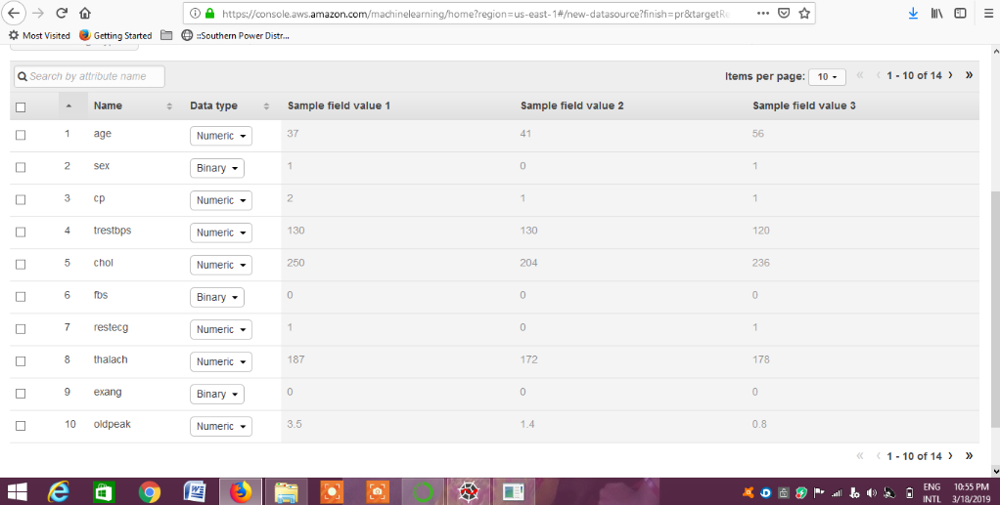 https://console.aws.amazon.com/machinelearning/home?region=us-east-1#/new-datasource?finish=pr&targetRe
Most Visited Getting Started ::Southern Power Distr...
Search by attribute name Items per page: 10 « ‹ 1 - 10 of 14 › »
Name Data type Sample field value 1 Sample field value 2 Sample field value 3
1 age Numeric 37 41 56
2 sex Binary 1 0 1
3 cp Numeric 2 1 1
4 trestbps Numeric 130 130 120
5 chol Numeric 250 204 236
6 fbs Binary 0 0 0
7 restecg Numeric 1 0 1
8 thalach Numeric 187 172 178
9 exang Binary 0 0 0
10 oldpeak Numeric 3.5 1.4 0.8
« ‹ 1 - 10 of 14 › »
ENG 10:55 PM
INTL 3/18/2019